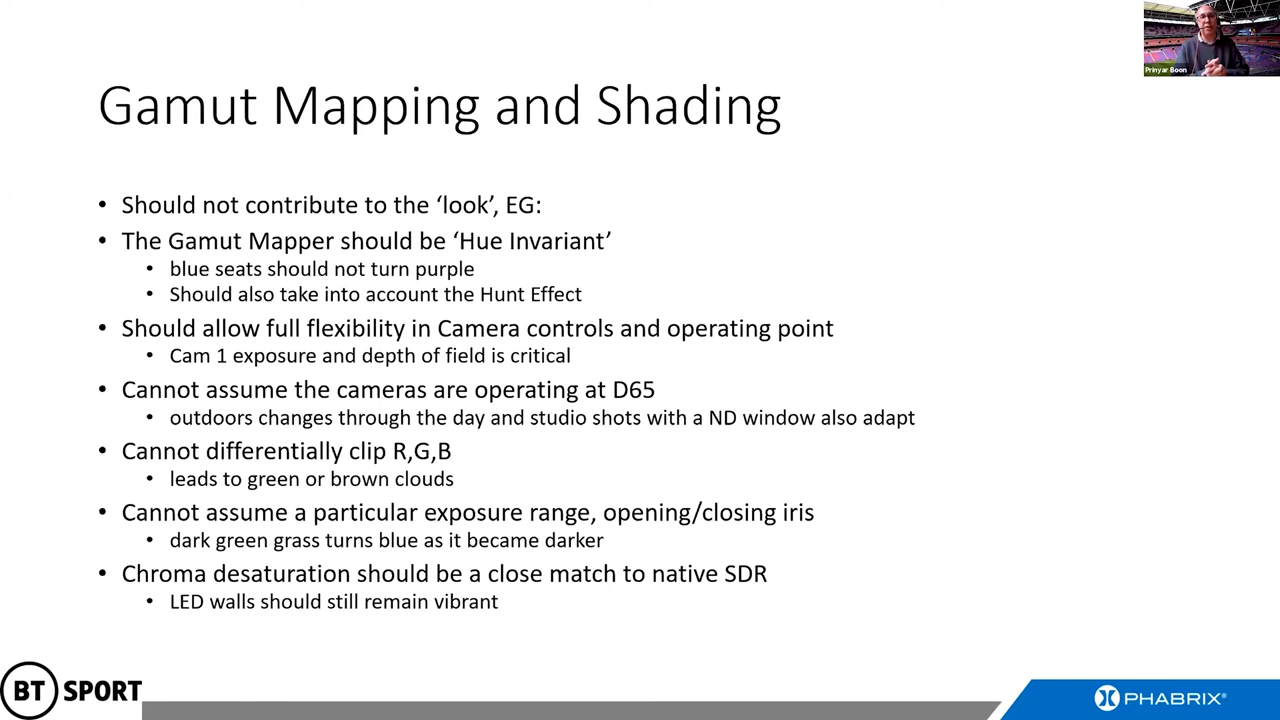 Prinyar Boon
Gamut Mapping and Shading
• Should not contribute to the ‘look’, EG:
• The Gamut Mapper should be ‘Hue Invariant’
• blue seats should not turn purple
• Should also take into account the Hunt Effect
• Should allow full flexibility in Camera controls and operating point
• Cam 1 exposure and depth of field is critical
• Cannot assume the cameras are operating at D65
• outdoors changes through the day and studio shots with a ND window also adapt
• Cannot differentially clip R,G,B
• leads to green or brown clouds
• Cannot assume a particular exposure range, opening/closing iris
• dark green grass turns blue as it became darker
• Chroma desaturation should be a close match to native SDR
• LED walls should still remain vibrant
BT SPORT
PHABRIX®